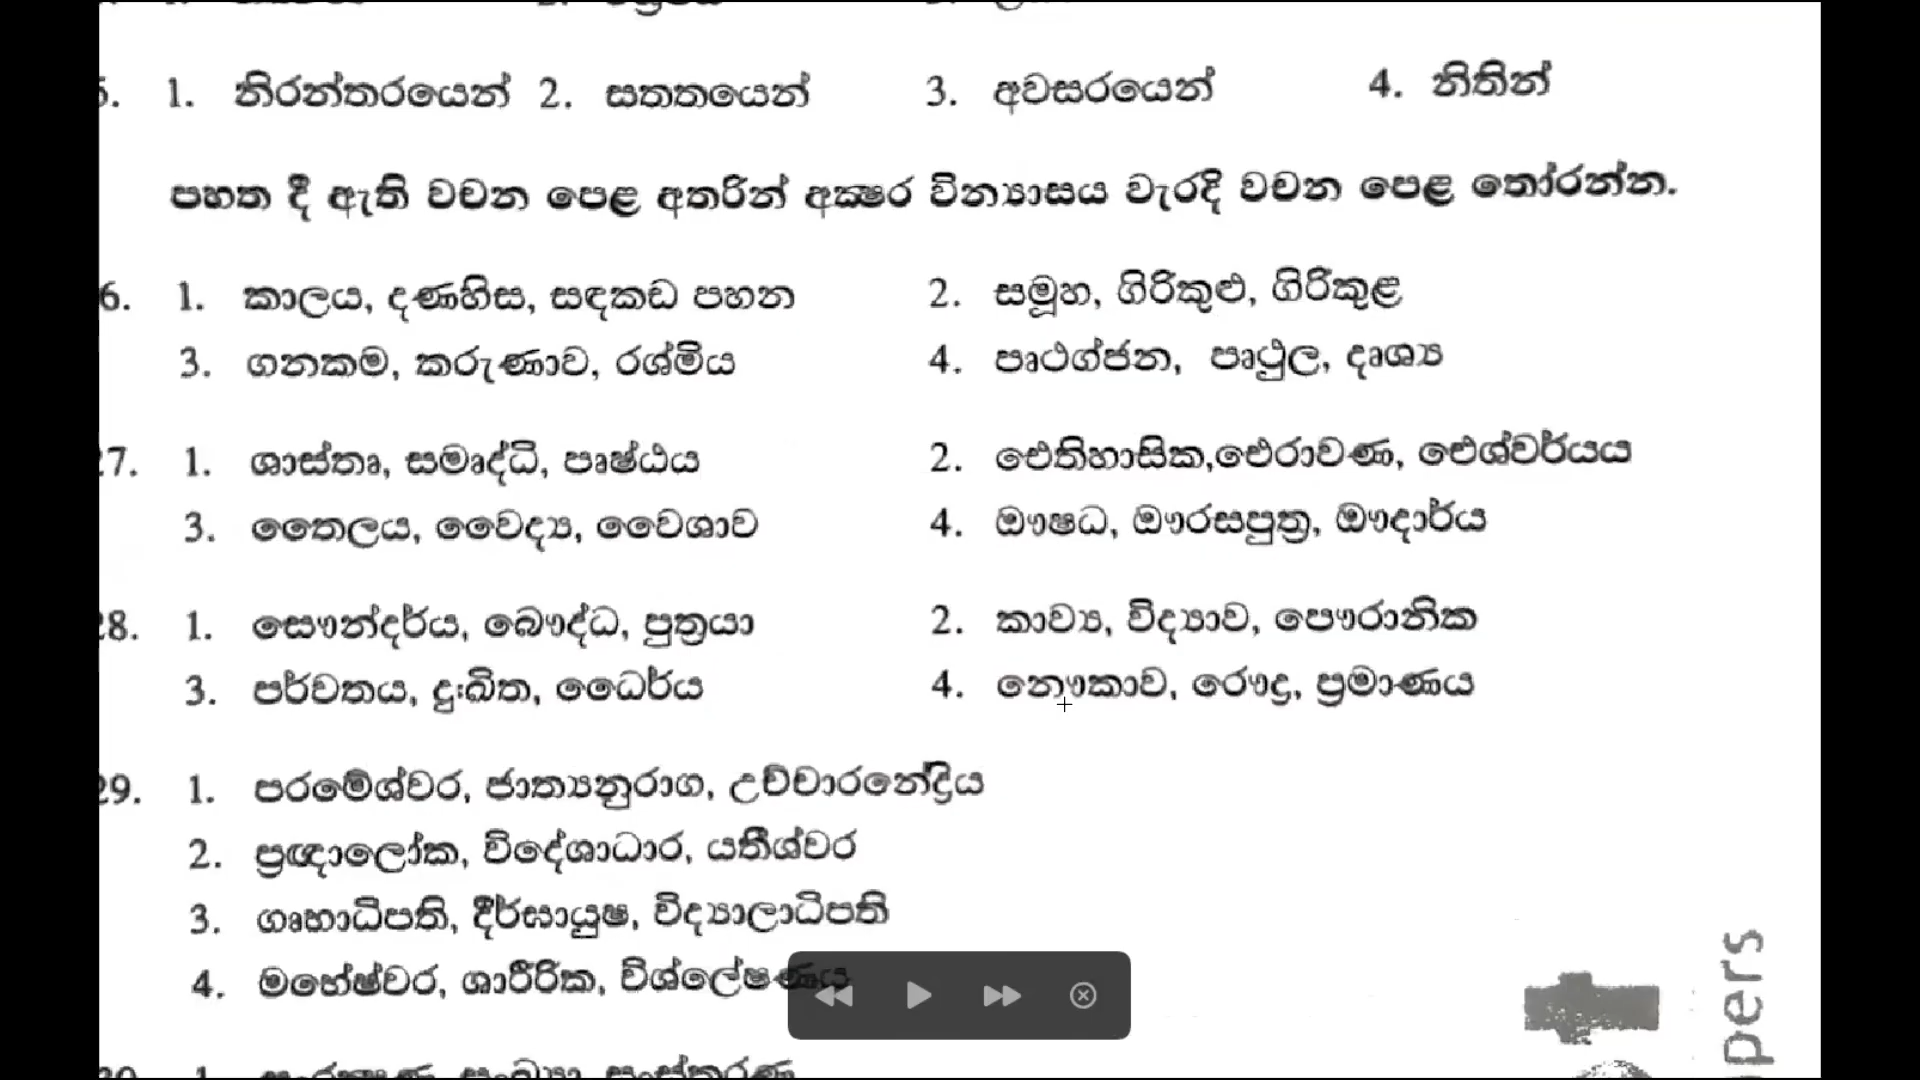 5. 1. නිරන්තරයෙන් 2. සතතයෙන් 3. අවසරයෙන් 4. නිතින්
පහත දී ඇති වචන පෙළ අතරින් අක්‍ෂර වින්‍යාසය වැරදි වචන පෙළ තෝරන්න.
6. 1. කාලය, දණහිස, සඳකඩ පහන 2. සමූහ, ගිරිකුළු, ගිරිකුළ
3. ගනකම, කරුණාව, රශ්මිය 4. පෘථග්ජන, පෘථුල, දෘශ්‍ය
27. 1. ශාස්තෘ, සමෘද්ධි, පෘෂ්ඨය 2. ඓතිහාසික,ඓරාවණ, ඓශ්වර්යය
3. තෛලය, වෛද්‍ය, වෛශාව 4. ඖෂධ, ඖරසපුත්‍ර, ඖදාර්ය
28. 1. සෞන්දර්ය, බෞද්ධ, පුත්‍රයා 2. කාව්‍ය, විද්‍යාව, පෞරානික
3. පර්වතය, දුඃඛිත, ධෛර්ය 4. නෞකාව, රෞද්‍ර, ප්‍රමාණය
29. 1. පරමේශ්වර, ජාත්‍යනුරාග, උච්චාරනේද්‍රිය
2. ප්‍රඥාලෝක, විදේශාධාර, යතීශ්වර
3. ගෘහාධිපති, දීර්ඝායුෂ, විද්‍යාලාධිපති
4. මහේෂ්වර, ශාරීරික, විශ්ලේෂණය
pers